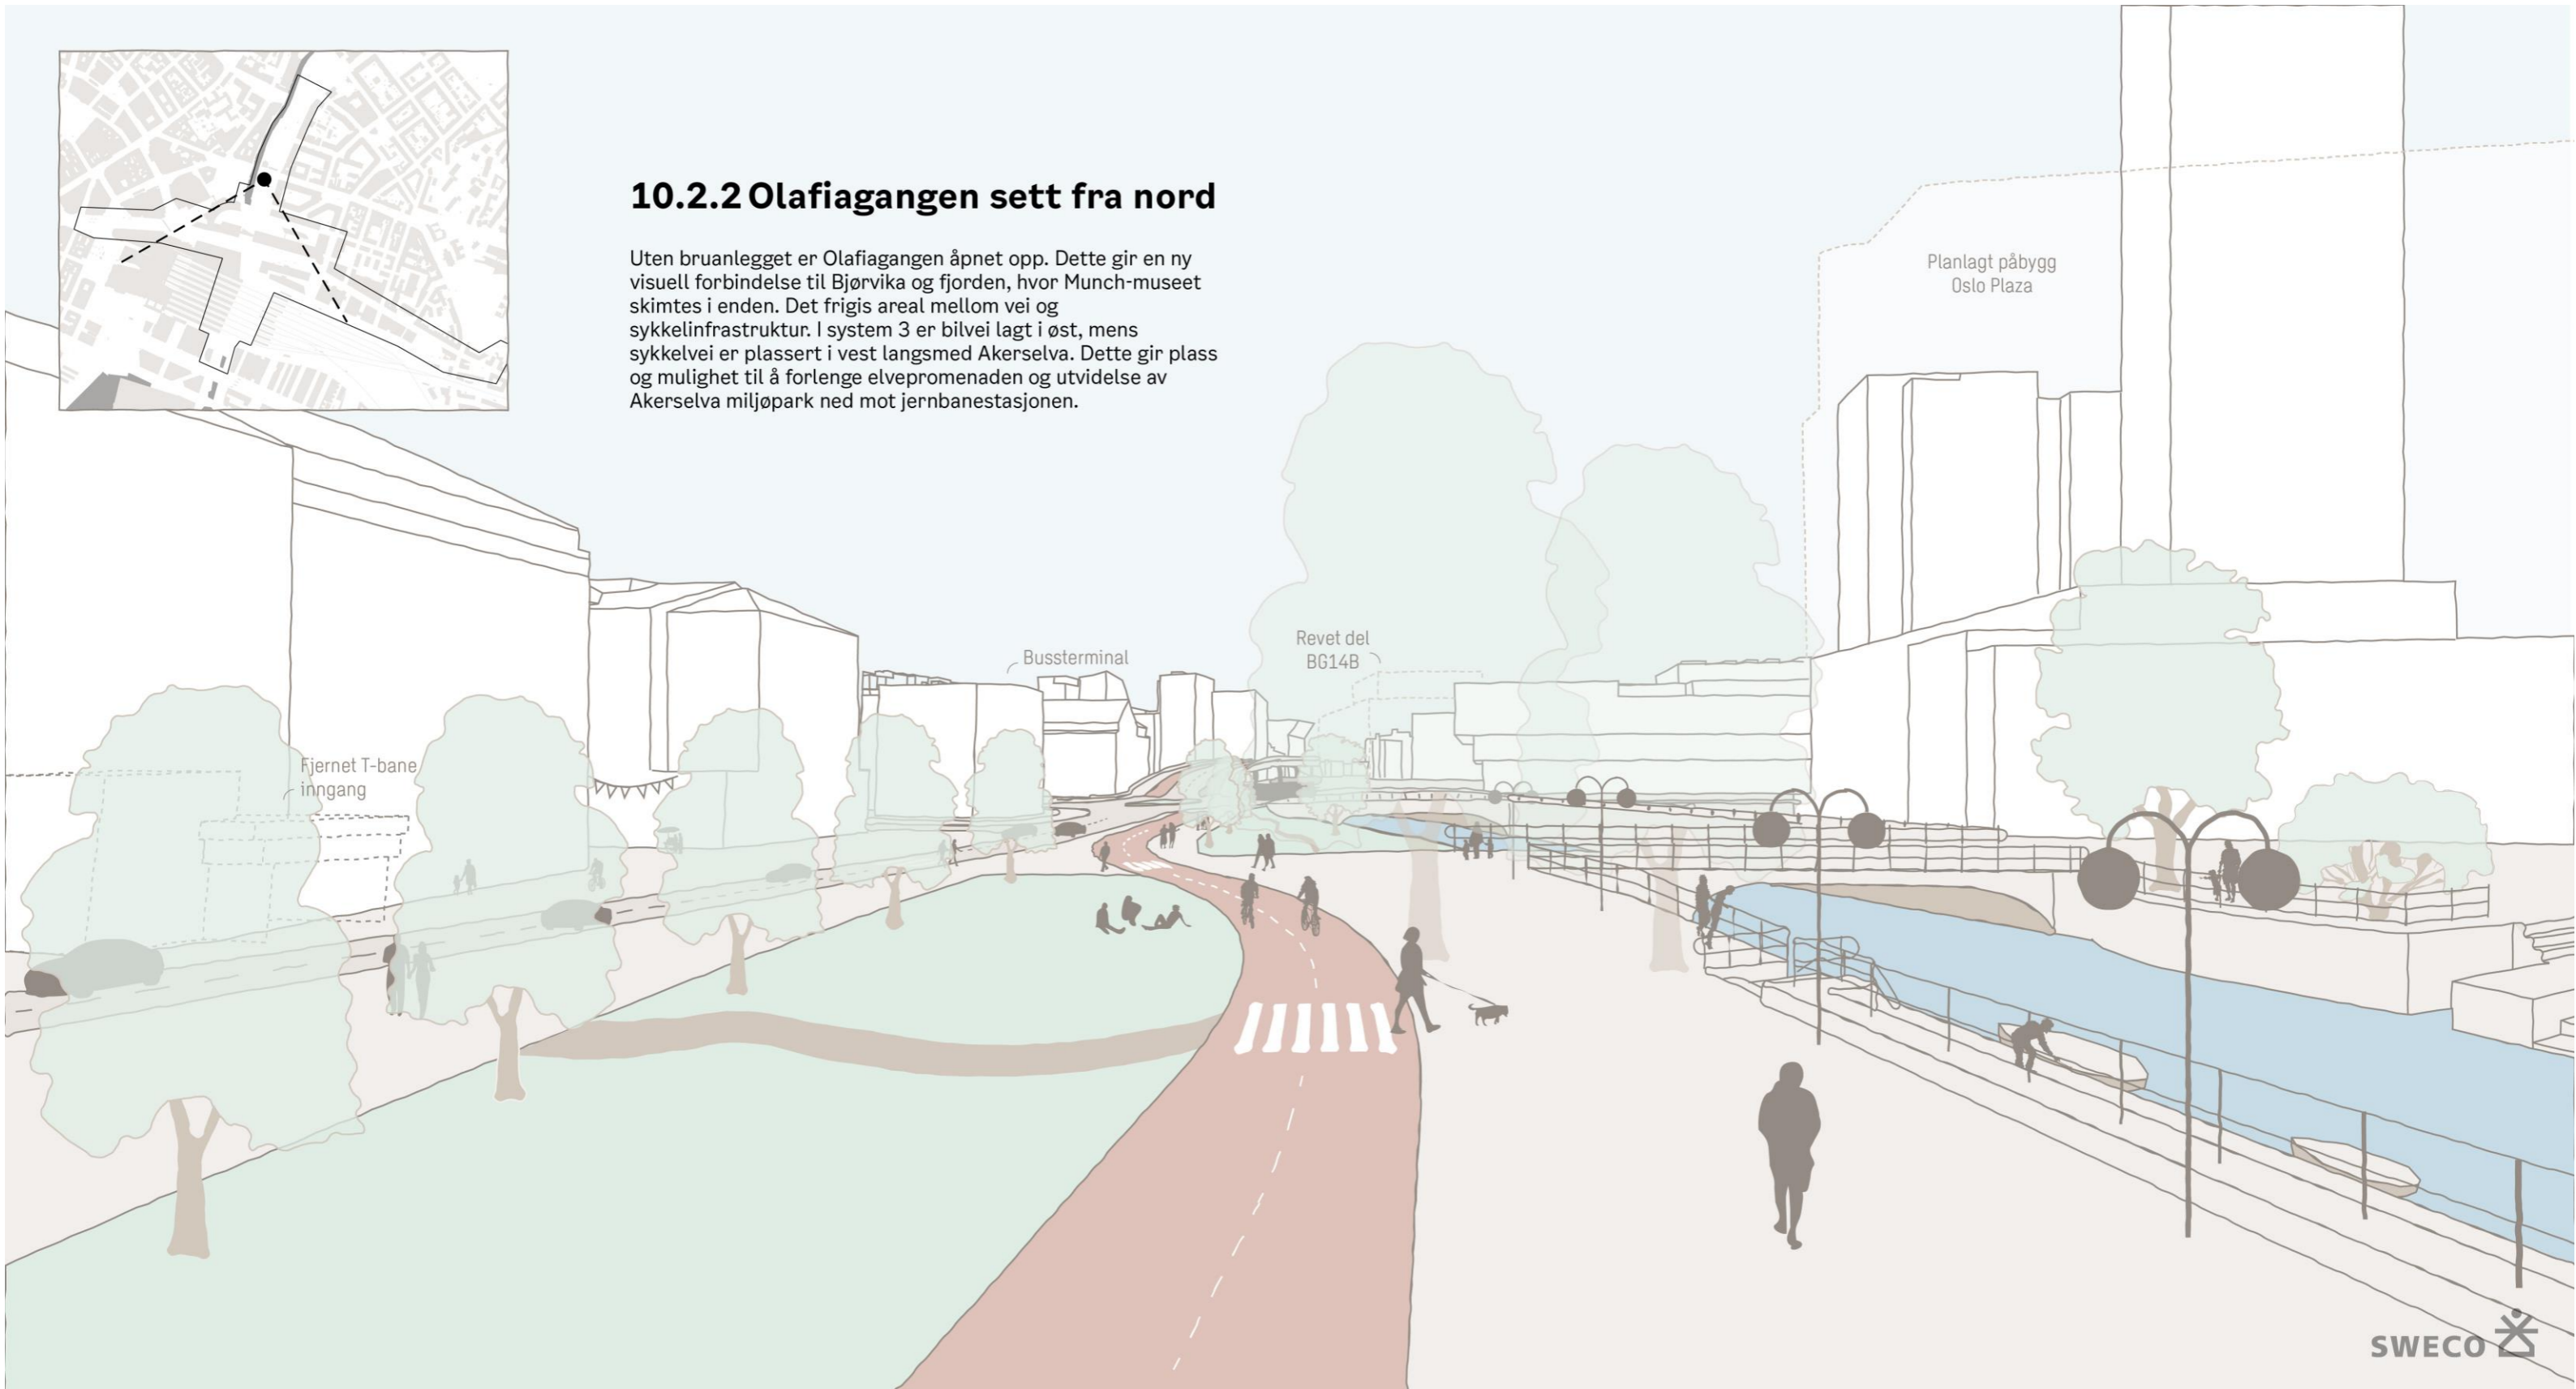 10.2.2 Olafiagangen sett fra nord
Uten bruanlegget er Olafiagangen åpnet opp. Dette gir en ny
visuell forbindelse til Bjørvika og fjorden, hvor Munch-museet
skimtes i enden. Det frigis areal mellom vei og
sykkelinfrastruktur. I system 3 er bilvei lagt i øst, mens
sykkelvei er plassert i vest langsmed Akerselva. Dette gir plass
og mulighet til å forlenge elvepromenaden og utvidelse av
Akerselva miljøpark ned mot jernbanestasjonen.
Planlagt påbygg
Oslo Plaza
Bussterminal
Revet del
BG14B
Fjernet T-bane
inngang
SWECO